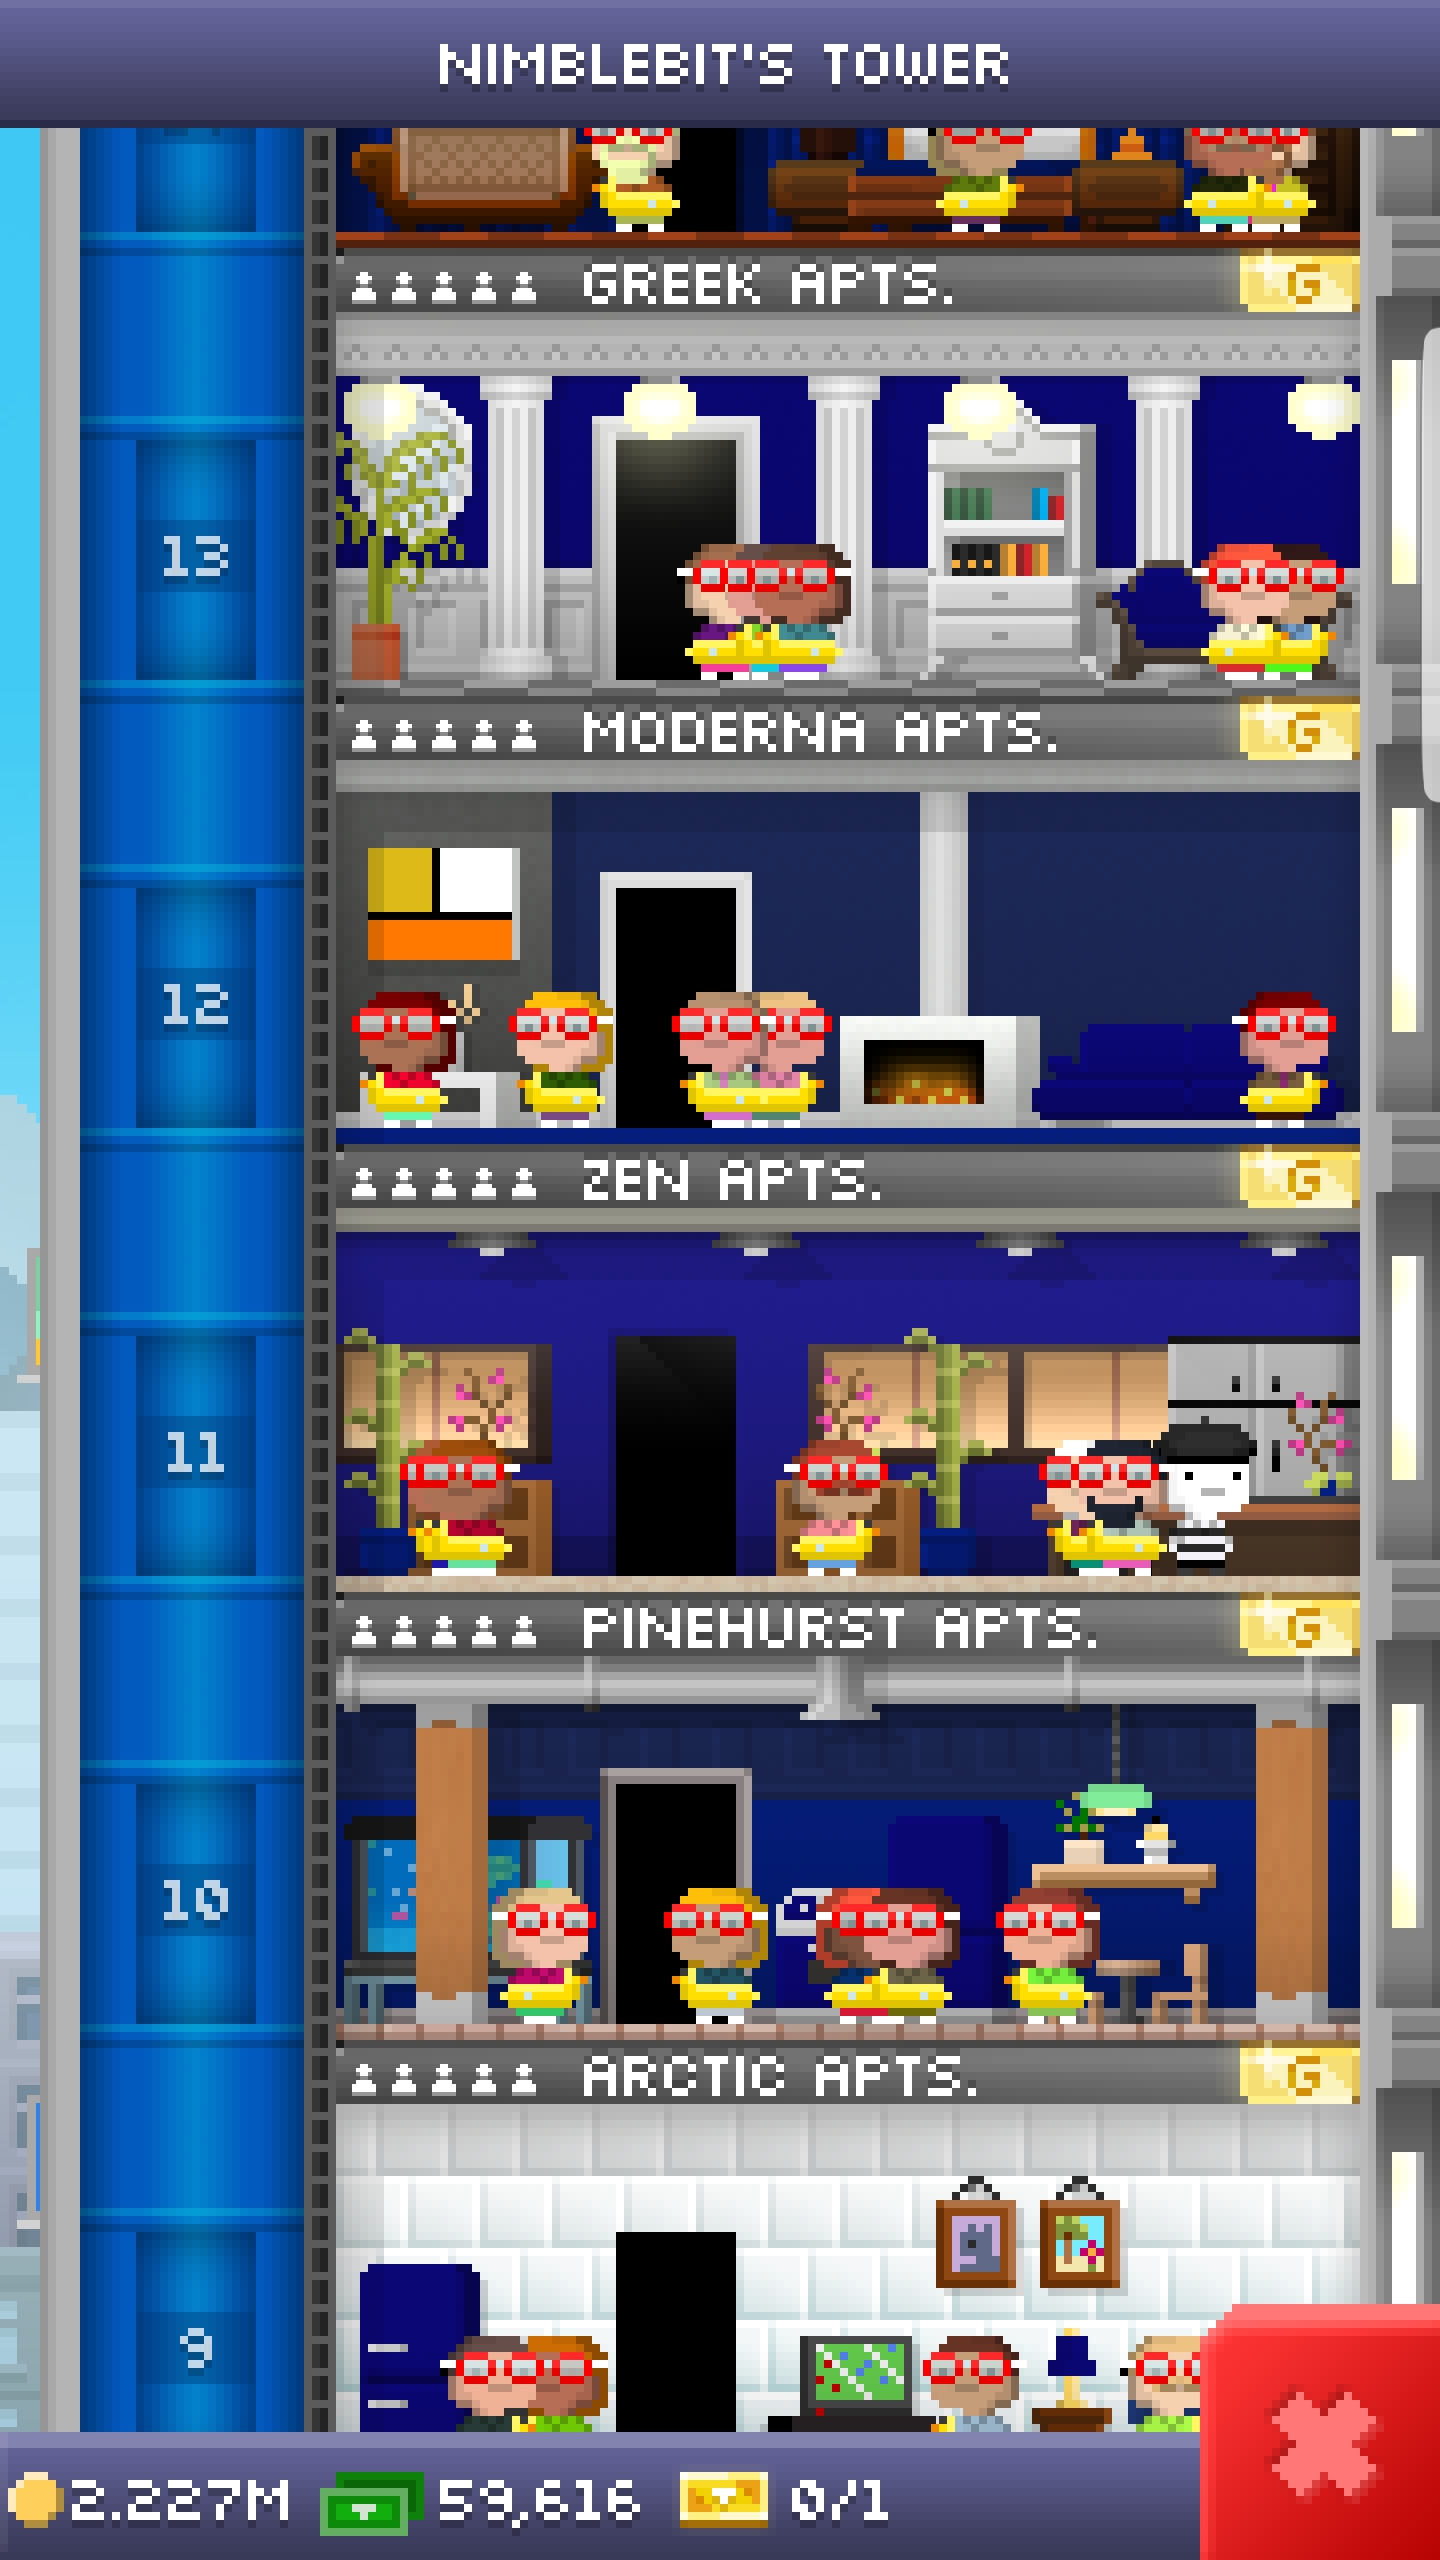 NIMBLEBIT'S TOWER
GREEK APTS. G
13
MODERNA APTS. G
12
ZEN APTS. G
11
PINEHURST APTS. G
10
ARCTIC APTS. G
9
2.227M 59,616 0/1